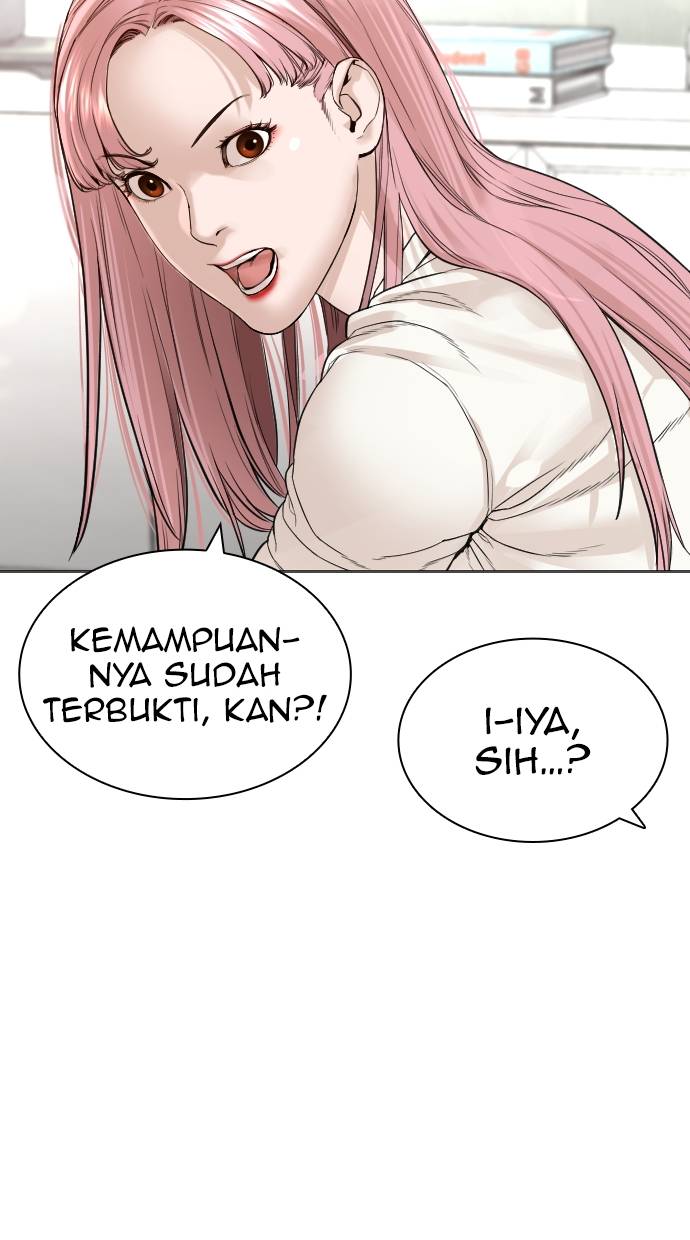 KEMAMPUAN-
NYA SUDAH
TERBUKTI, KAN?!
I-IYA,
SIH...?